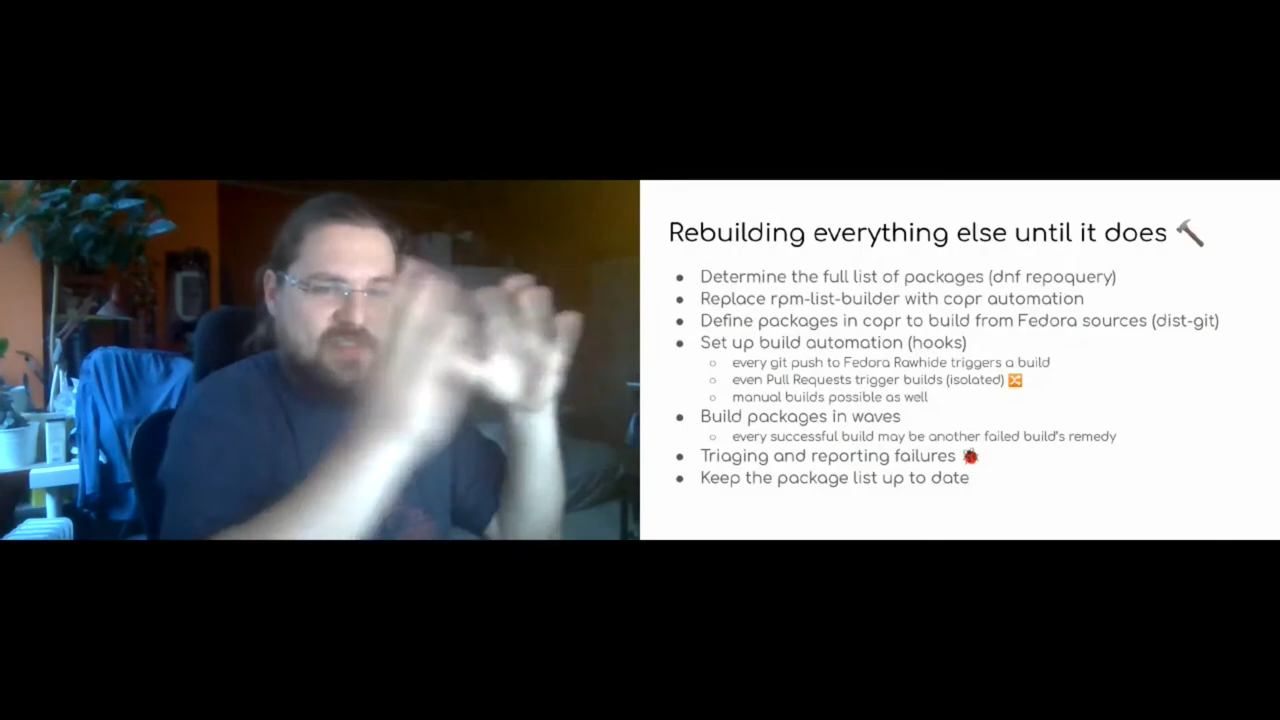 Rebuilding everything else until it does 🔨
● Determine the full list of packages (dnf repoquery)
● Replace rpm-list-builder with copr automation
● Define packages in copr to build from Fedora sources (dist-git)
● Set up build automation (hooks)
○ every git push to Fedora Rawhide triggers a build
○ even Pull Requests trigger builds (isolated) 🔀
○ manual builds possible as well
● Build packages in waves
○ every successful build may be another failed build's remedy
● Triaging and reporting failures 🐞
● Keep the package list up to date